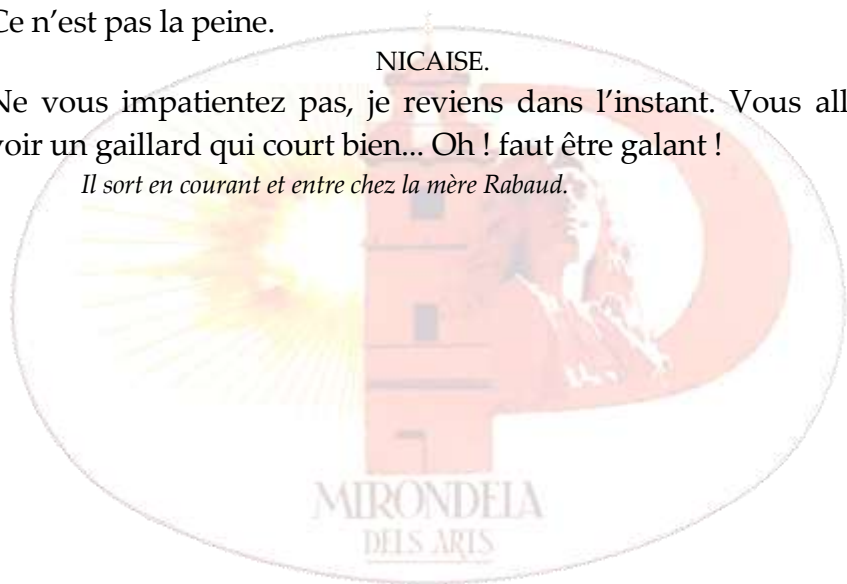 Ce n’est pas la peine.
NICAISE.
Ne vous impatientez pas, je reviens dans l’instant. Vous all
voir un gaillard qui court bien... Oh ! faut être galant !
Il sort en courant et entre chez la mère Rabaud.
MIRONDELA
DELS ARTS